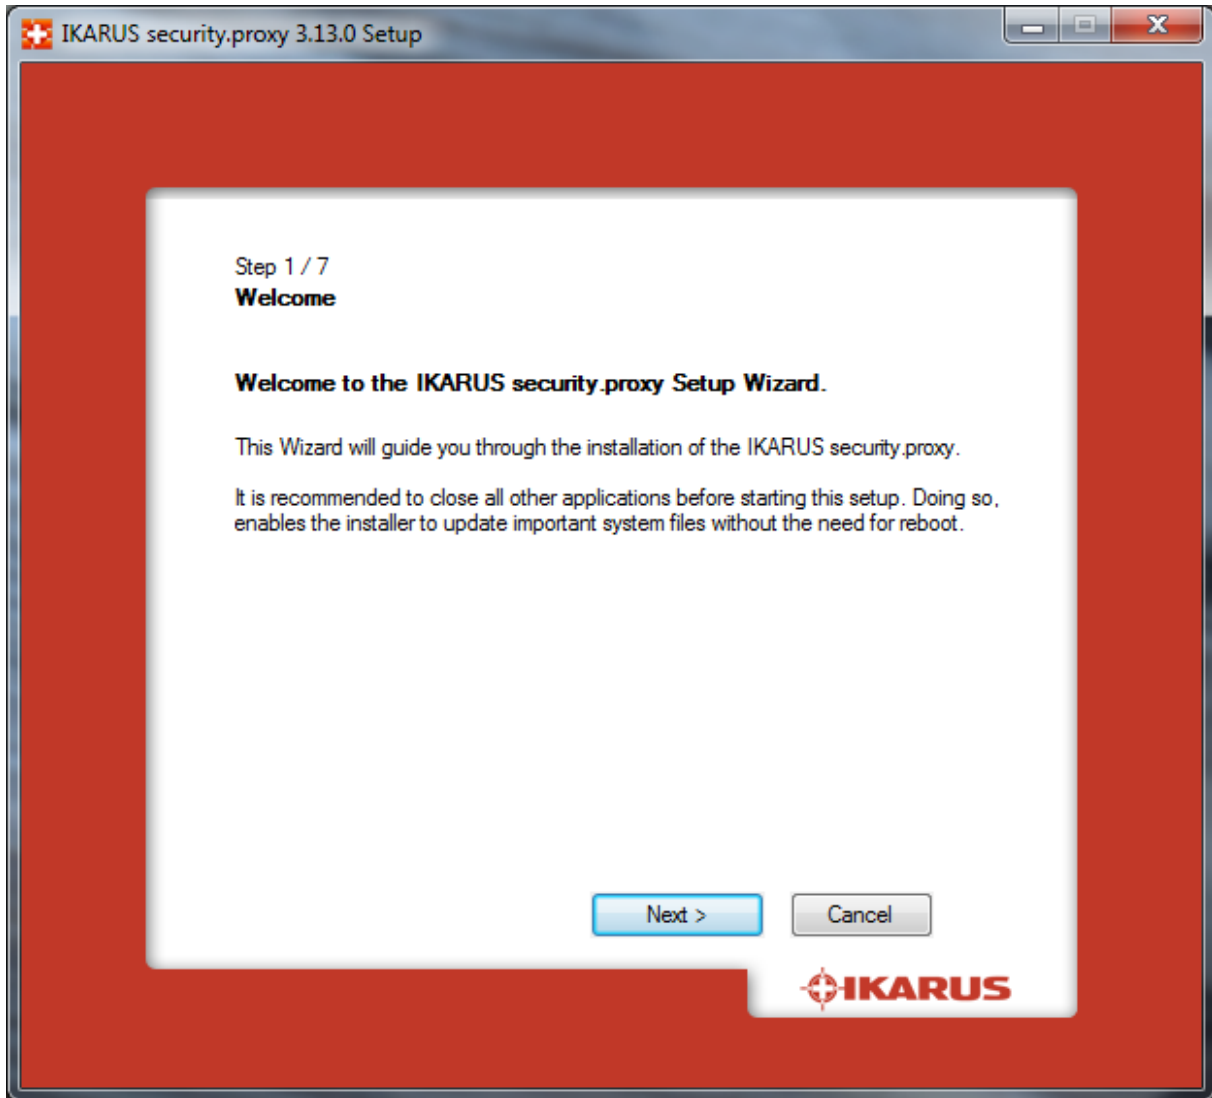 IKARUS security.proxy 3.13.0 Setup
Step 1 / 7
Welcome
Welcome to the IKARUS security.proxy Setup Wizard.
This Wizard will guide you through the installation of the IKARUS security.proxy.
It is recommended to close all other applications before starting this setup. Doing so,
enables the installer to update important system files without the need for reboot.
Next >
Cancel
IKARUS